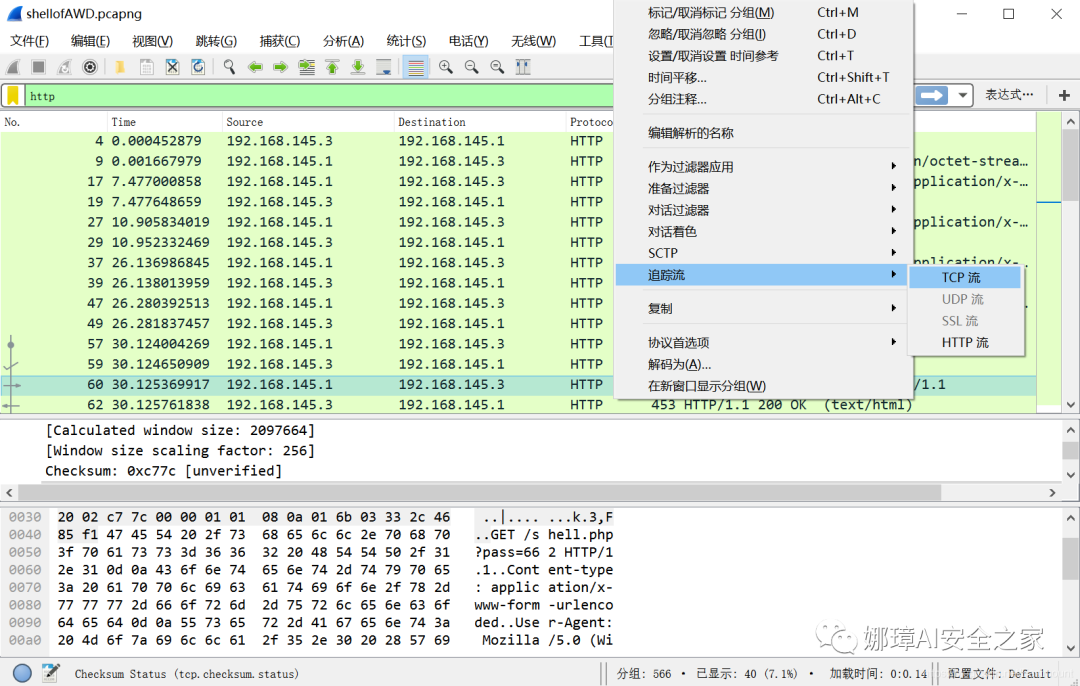 shellofAWD.pcapng
文件(F) 编辑(E) 视图(V) 跳转(G) 捕获(C) 分析(A) 统计(S) 电话(Y) 无线(W) 工具(T
http
表达式…
No. Time Source Destination Protoco
4 0.000452879 192.168.145.3 192.168.145.1 HTTP
9 0.001667979 192.168.145.1 192.168.145.3 HTTP n/octet-strea…
17 7.477000858 192.168.145.1 192.168.145.3 HTTP pplication/x-…
19 7.477648659 192.168.145.3 192.168.145.1 HTTP
27 10.905834019 192.168.145.1 192.168.145.3 HTTP pplication/x-…
29 10.952332469 192.168.145.3 192.168.145.1 HTTP
37 26.136986845 192.168.145.1 192.168.145.3 HTTP pplication/x-…
39 26.138013959 192.168.145.3 192.168.145.1 HTTP
47 26.280392513 192.168.145.1 192.168.145.3 HTTP
49 26.281837457 192.168.145.3 192.168.145.1 HTTP
57 30.124004269 192.168.145.1 192.168.145.3 HTTP
59 30.124650909 192.168.145.3 192.168.145.1 HTTP
60 30.125369917 192.168.145.1 192.168.145.3 HTTP /1.1
62 30.125761838 192.168.145.3 192.168.145.1 HTTP 453 HTTP/1.1 200 OK (text/html)
标记/取消标记 分组(M) Ctrl+M
忽略/取消忽略 分组(I) Ctrl+D
设置/取消设置 时间参考 Ctrl+T
时间平移... Ctrl+Shift+T
分组注释... Ctrl+Alt+C
编辑解析的名称
作为过滤器应用
准备过滤器
对话过滤器
对话着色
SCTP
追踪流
复制
协议首选项
解码为(A)...
在新窗口显示分组(W)
TCP 流
UDP 流
SSL 流
HTTP 流
[Calculated window size: 2097664]
[Window size scaling factor: 256]
Checksum: 0xc77c [unverified]
0030 20 02 c7 7c 00 00 01 01 08 0a 01 6b 03 33 2c 46 ..|.... ...k.3,F
0040 85 f1 47 45 54 20 2f 73 68 65 6c 6c 2e 70 68 70 ..GET /s hell.php
0050 3f 70 61 73 73 3d 36 36 32 20 48 54 54 50 2f 31 ?pass=66 2 HTTP/1
0060 2e 31 0d 0a 43 6f 6e 74 65 6e 74 2d 74 79 70 65 .1..Cont ent-type
0070 3a 20 61 70 70 6c 69 63 61 74 69 6f 6e 2f 78 2d : applic ation/x-
0080 77 77 77 2d 66 6f 72 6d 2d 75 72 6c 65 6e 63 6f www-form -urlenco
0090 64 65 64 0d 0a 55 73 65 72 2d 41 67 65 6e 74 3a ded..Use r-Agent:
00a0 20 4d 6f 7a 69 6c 6c 61 2f 35 2e 30 20 28 57 69 Mozilla /5.0 (Wi
娜璋AI安全之家
Checksum Status (tcp.checksum.status) 分组: 566 · 已显示: 40 (7.1%) · 加载时间: 0:0.14 配置文件: Default